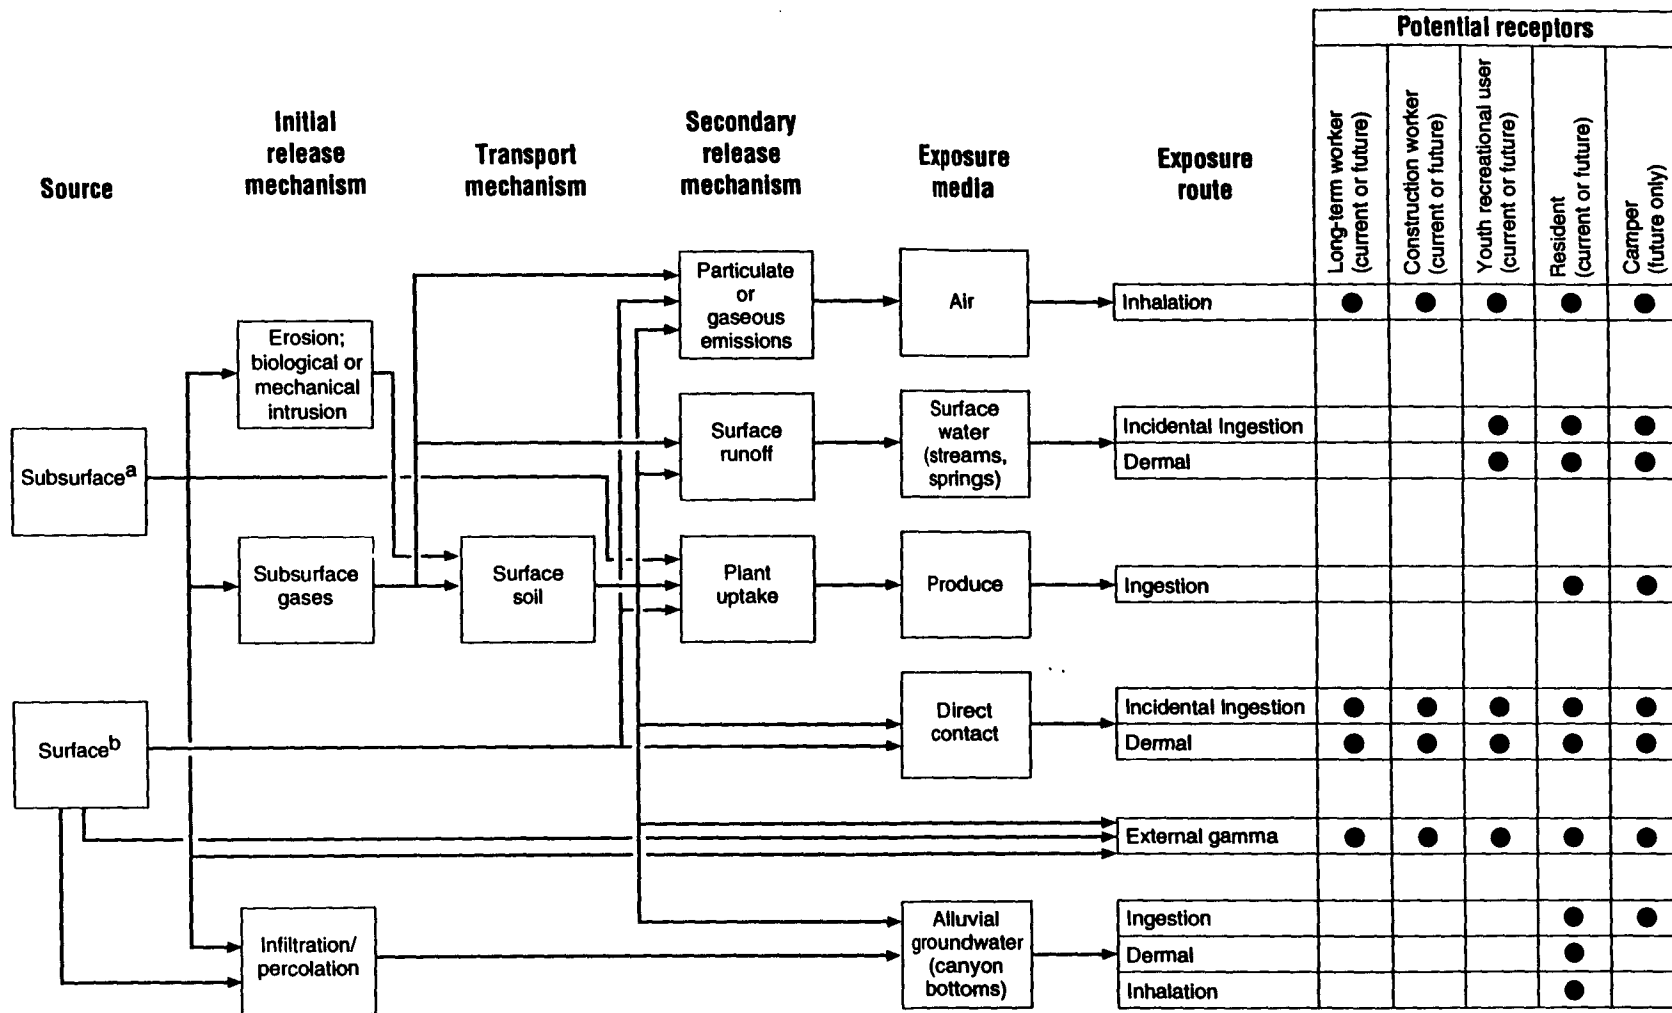 Potential receptors
Long-term worker
(current or future)
Construction worker
(current or future)
Youth recreational user
(current or future)
Resident
(current or future)
Camper
(future only)
Source
Initial
release
mechanism
Transport
mechanism
Secondary
release
mechanism
Exposure
media
Exposure
route
Particulate
or
gaseous
emissions
Air
Inhalation
Erosion;
biological or
mechanical
intrusion
Surface
runoff
Surface
water
(streams,
springs)
Incidental Ingestion
Dermal
Subsurfacea
Subsurface
gases
Surface
soil
Plant
uptake
Produce
Ingestion
Surfaceb
Direct
contact
Incidental Ingestion
Dermal
External gamma
Infiltration/
percolation
Alluvial
groundwater
(canyon
bottoms)
Ingestion
Dermal
Inhalation